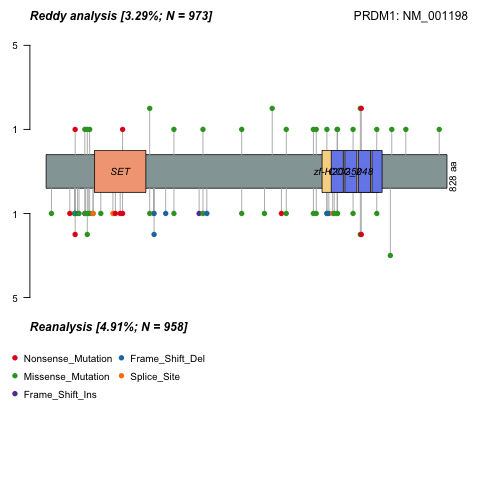 Reddy analysis [3.29%; N = 973]
PRDM1: NM_001198
5
1
SET
828 aa
1
5
Reanalysis [4.91%; N = 958]
Nonsense_Mutation
Frame_Shift_Del
Missense_Mutation
Splice_Site
Frame_Shift_Ins